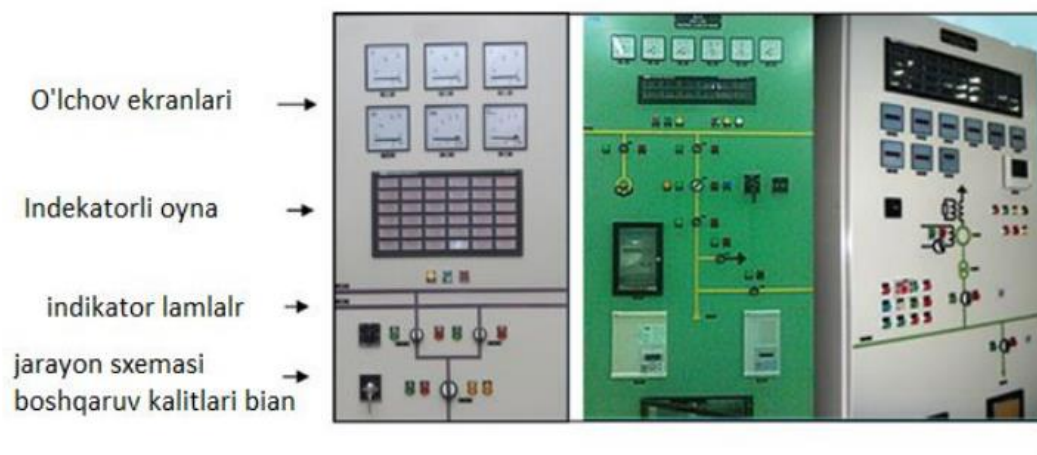 O'lchov ekranlari
Indekatorli oyna
indikator lamlalr
jarayon sxemasi
boshqaruv kalitlari bian